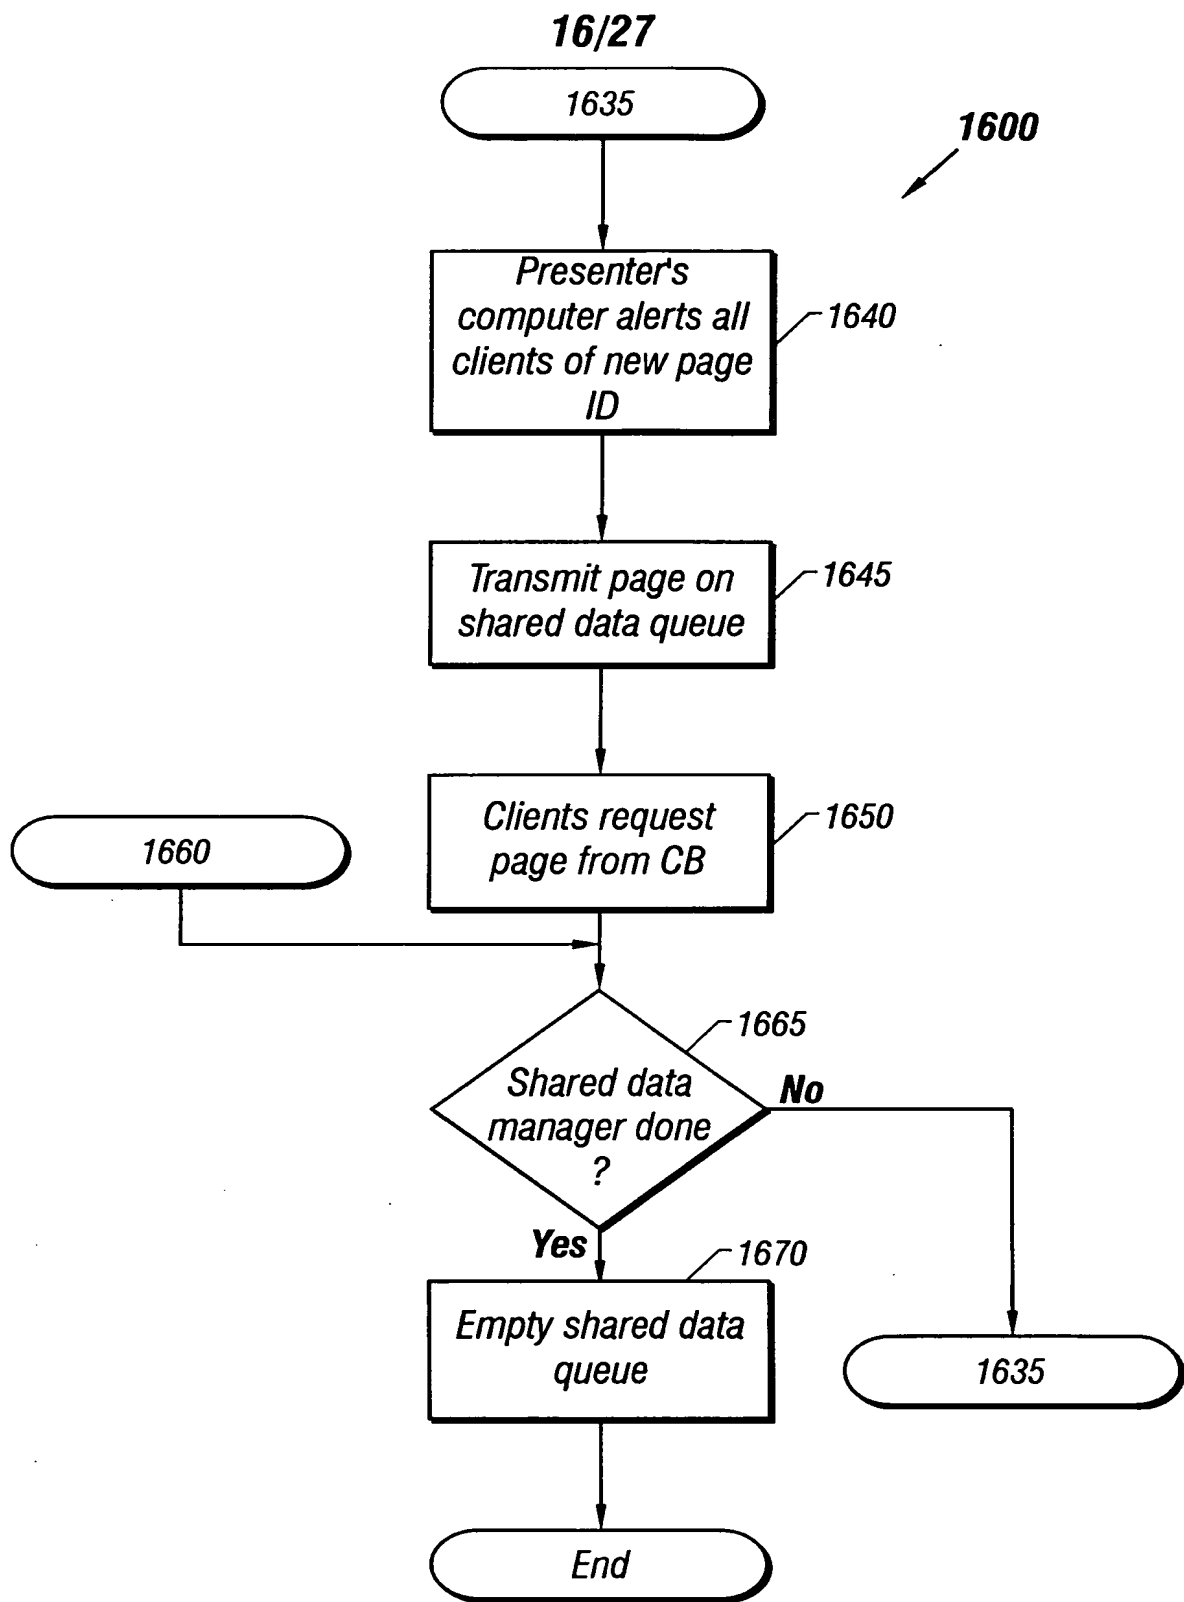 16/27
1635
1600
Presenter's
computer alerts all
clients of new page
ID
1640
Transmit page on
shared data queue
1645
Clients request
page from CB
1650
1660
1665
Shared data
manager done
?
No
Yes
1670
Empty shared data
queue
1635
End